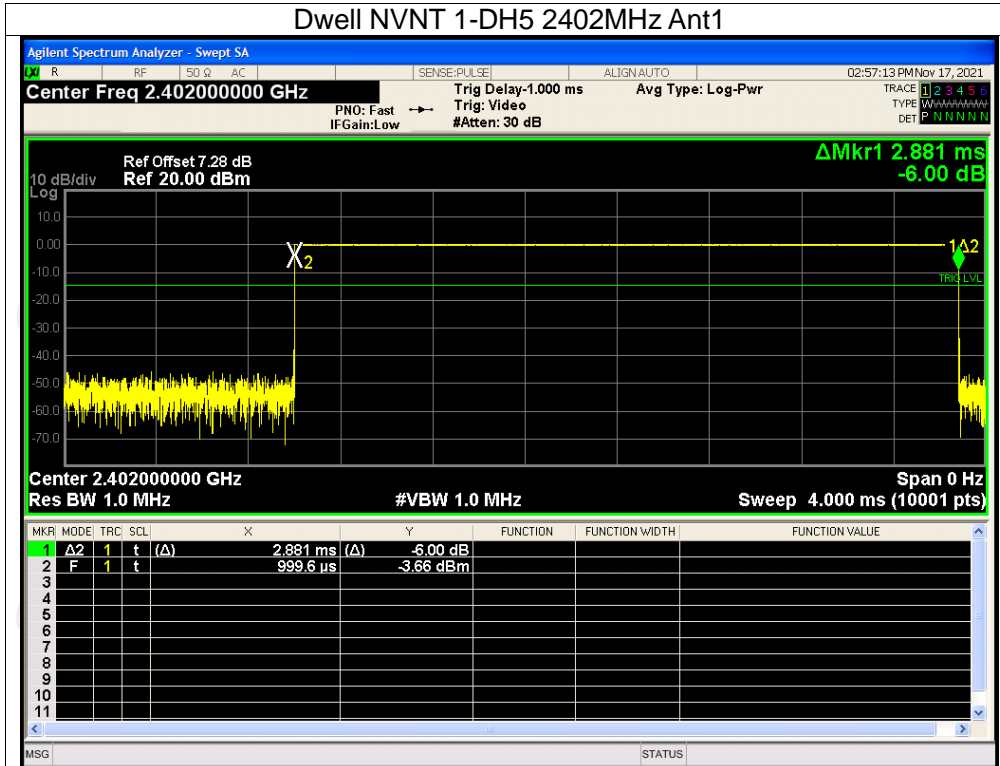 Dwell NVNT 1-DH5 2402MHz Ant1
Agilent Spectrum Analyzer - Swept SA
LXI R RF 50 Ω AC SENSE:PULSE ALIGN AUTO 02:57:13 PM Nov 17, 2021
Center Freq 2.402000000 GHz
PNO: Fast
IFGain:Low
Trig Delay-1.000 ms
Trig: Video
#Atten: 30 dB
Avg Type: Log-Pwr
TRACE 1 2 3 4 5 6
TYPE WWWWWW
DET P N N N N N
ΔMkr1 2.881 ms
-6.00 dB
Ref Offset 7.28 dB
10 dB/div Ref 20.00 dBm
Log
10.0
0.00
-10.0
-20.0
-30.0
-40.0
-50.0
-60.0
-70.0
X2
1Δ2
TRIG LVL
Center 2.402000000 GHz Span 0 Hz
Res BW 1.0 MHz #VBW 1.0 MHz Sweep 4.000 ms (10001 pts)
MKR MODE TRC SCL X Y FUNCTION FUNCTION WIDTH FUNCTION VALUE
1 Δ2 1 t (Δ) 2.881 ms (Δ) -6.00 dB
2 F 1 t 999.6 µs -3.66 dBm
3
4
5
6
7
8
9
10
11
MSG STATUS